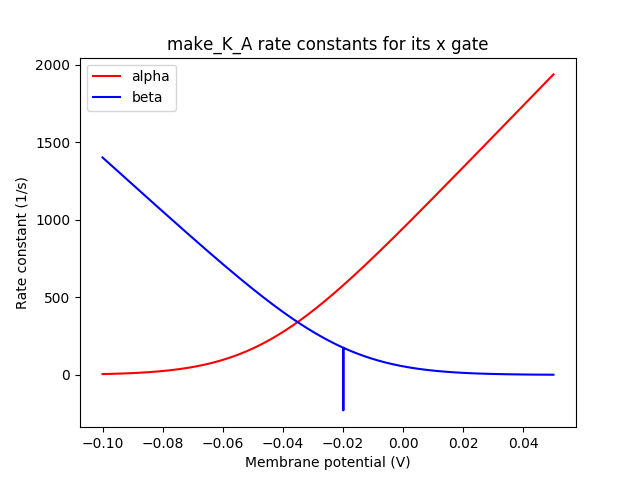 make_K_A rate constants for its x gate
alpha
beta
Rate constant (1/s)
2000
1500
1000
500
0
−0.10 −0.08 −0.06 −0.04 −0.02 0.00 0.02 0.04
Membrane potential (V)